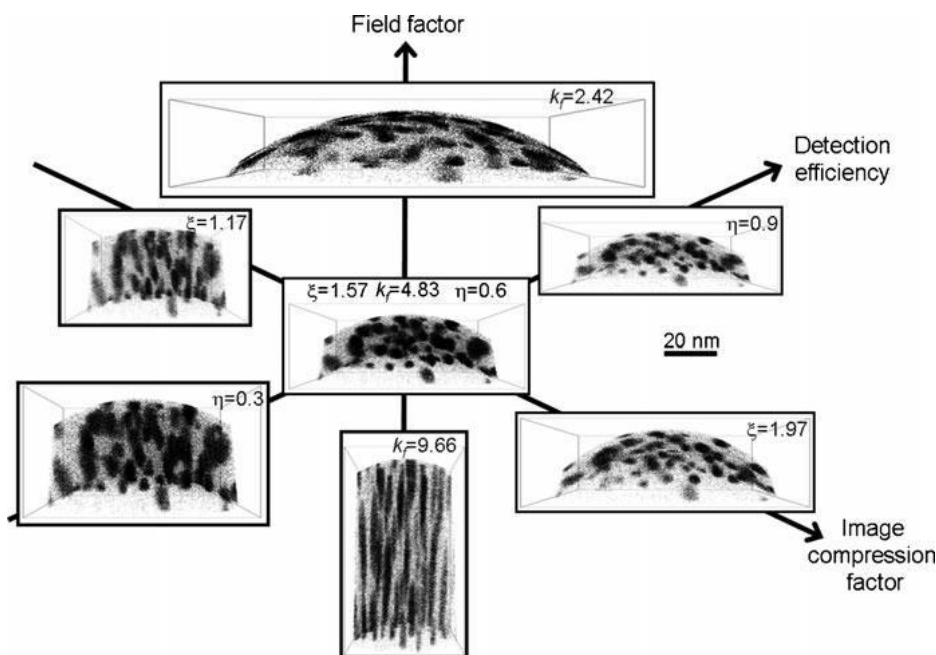 Field factor
k_f=2.42
Detection
efficiency
ξ=1.17
η=0.9
ξ=1.57 k_f=4.83 η=0.6
20 nm
η=0.3
k_f=9.66
ξ=1.97
Image
compression
factor